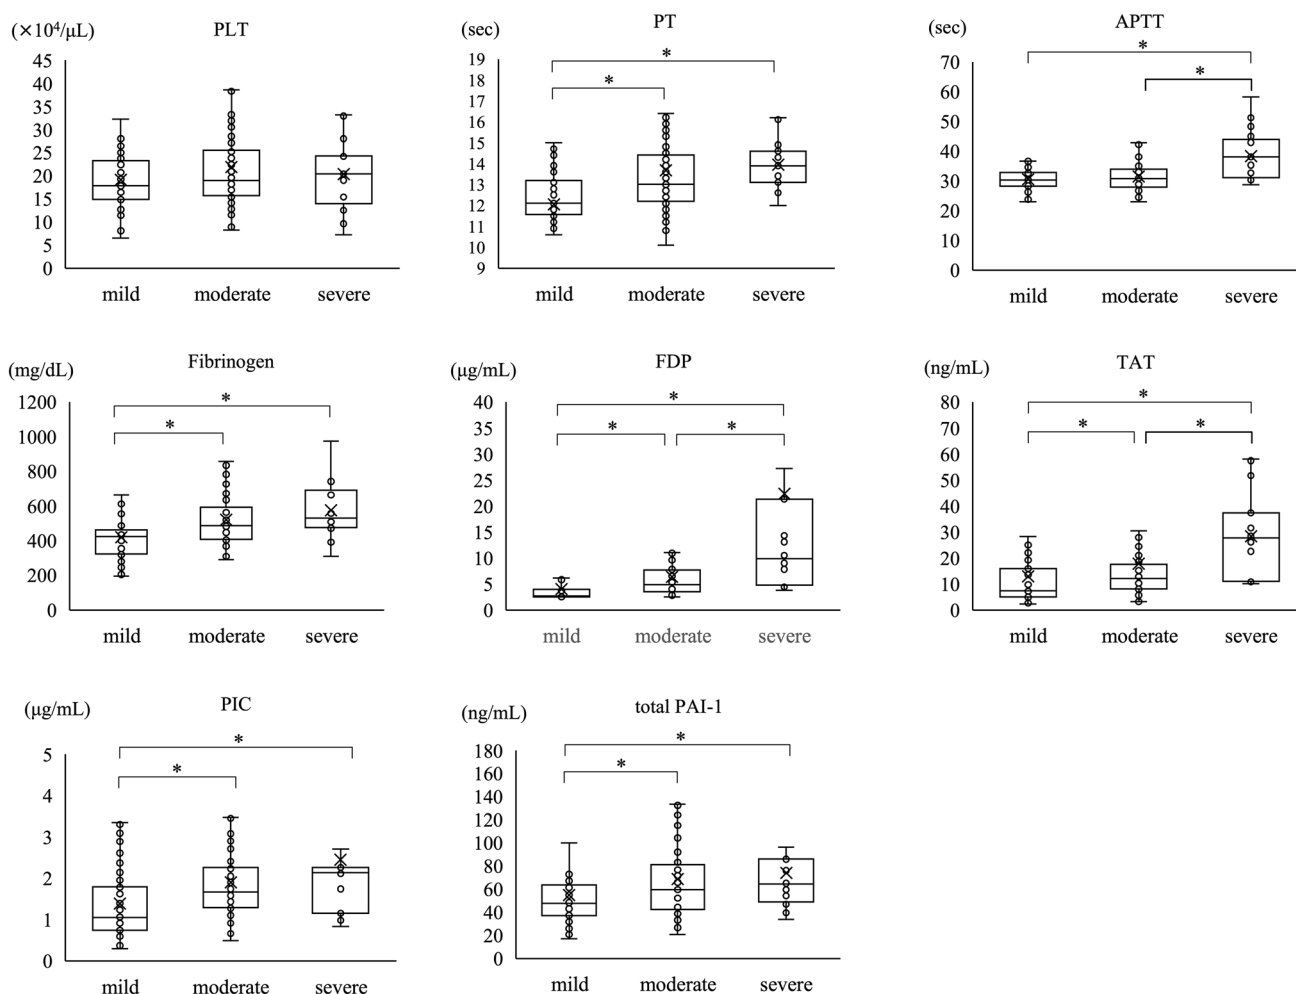 PLT
(×10⁴/μL)
45
40
35
30
25
20
15
10
5
0
mild moderate severe
PT
(sec)
19
18
17
16
15
14
13
12
11
10
9
* *
mild moderate severe
APTT
(sec)
70
60
50
40
30
20
10
0
* *
mild moderate severe
Fibrinogen
(mg/dL)
1200
1000
800
600
400
200
0
* *
mild moderate severe
FDP
(μg/mL)
40
35
30
25
20
15
10
5
0
* * *
mild moderate severe
TAT
(ng/mL)
80
70
60
50
40
30
20
10
0
* * *
mild moderate severe
PIC
(μg/mL)
5
4
3
2
1
0
* *
mild moderate severe
total PAI-1
(ng/mL)
180
160
140
120
100
80
60
40
20
0
* *
mild moderate severe